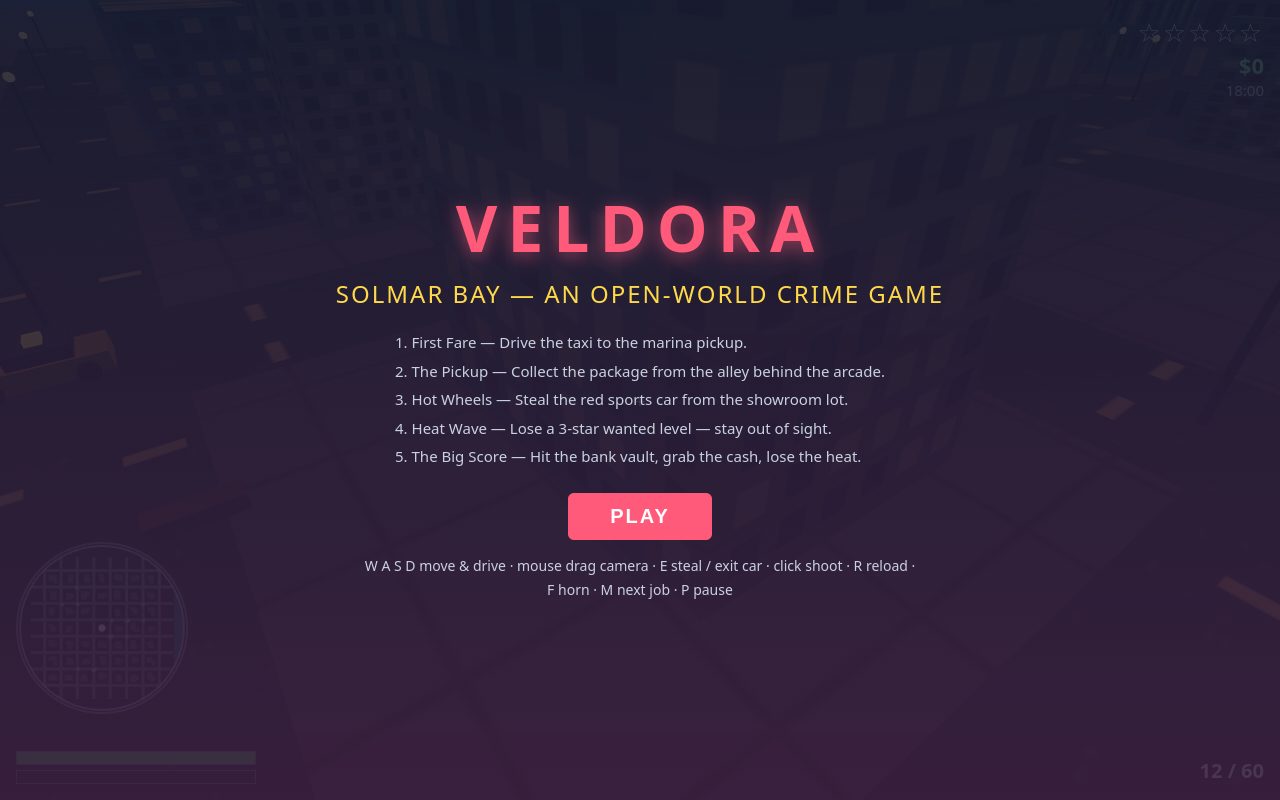 ☆☆☆☆☆
$0
18:00
VELDORA
SOLMAR BAY — AN OPEN-WORLD CRIME GAME
1. First Fare — Drive the taxi to the marina pickup.
2. The Pickup — Collect the package from the alley behind the arcade.
3. Hot Wheels — Steal the red sports car from the showroom lot.
4. Heat Wave — Lose a 3-star wanted level — stay out of sight.
5. The Big Score — Hit the bank vault, grab the cash, lose the heat.
PLAY
W A S D move & drive · mouse drag camera · E steal / exit car · click shoot · R reload ·
F horn · M next job · P pause
12 / 60